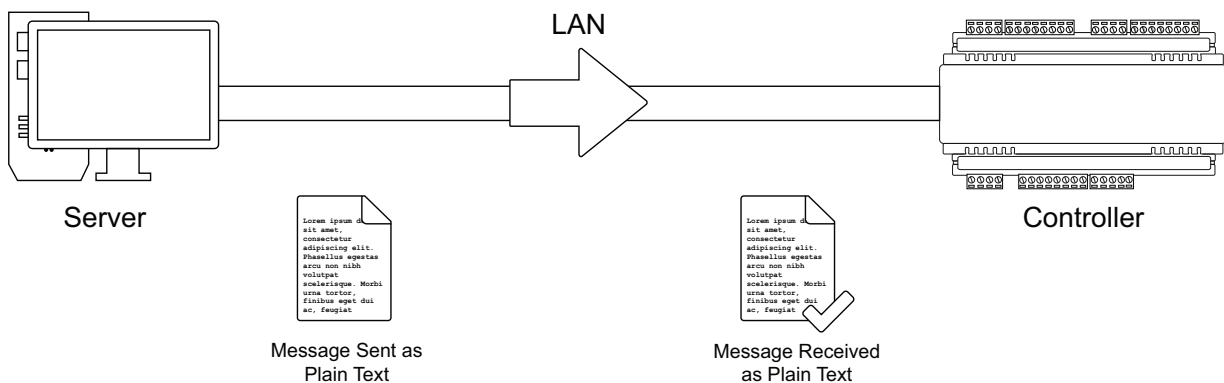 LAN
Server
Controller
Lorem ipsum d
sit amet,
consectetur
adipiscing elit.
Phasellus egestas
arcu non nibh
volutpat
scelerisque. Morbi
urna tortor,
finibus eget dui
ac, feugiat
Message Sent as
Plain Text
Lorem ipsum d
sit amet,
consectetur
adipiscing elit.
Phasellus egestas
arcu non nibh
volutpat
scelerisque. Morbi
urna tortor,
finibus eget dui
ac, feugiat
Message Received
as Plain Text